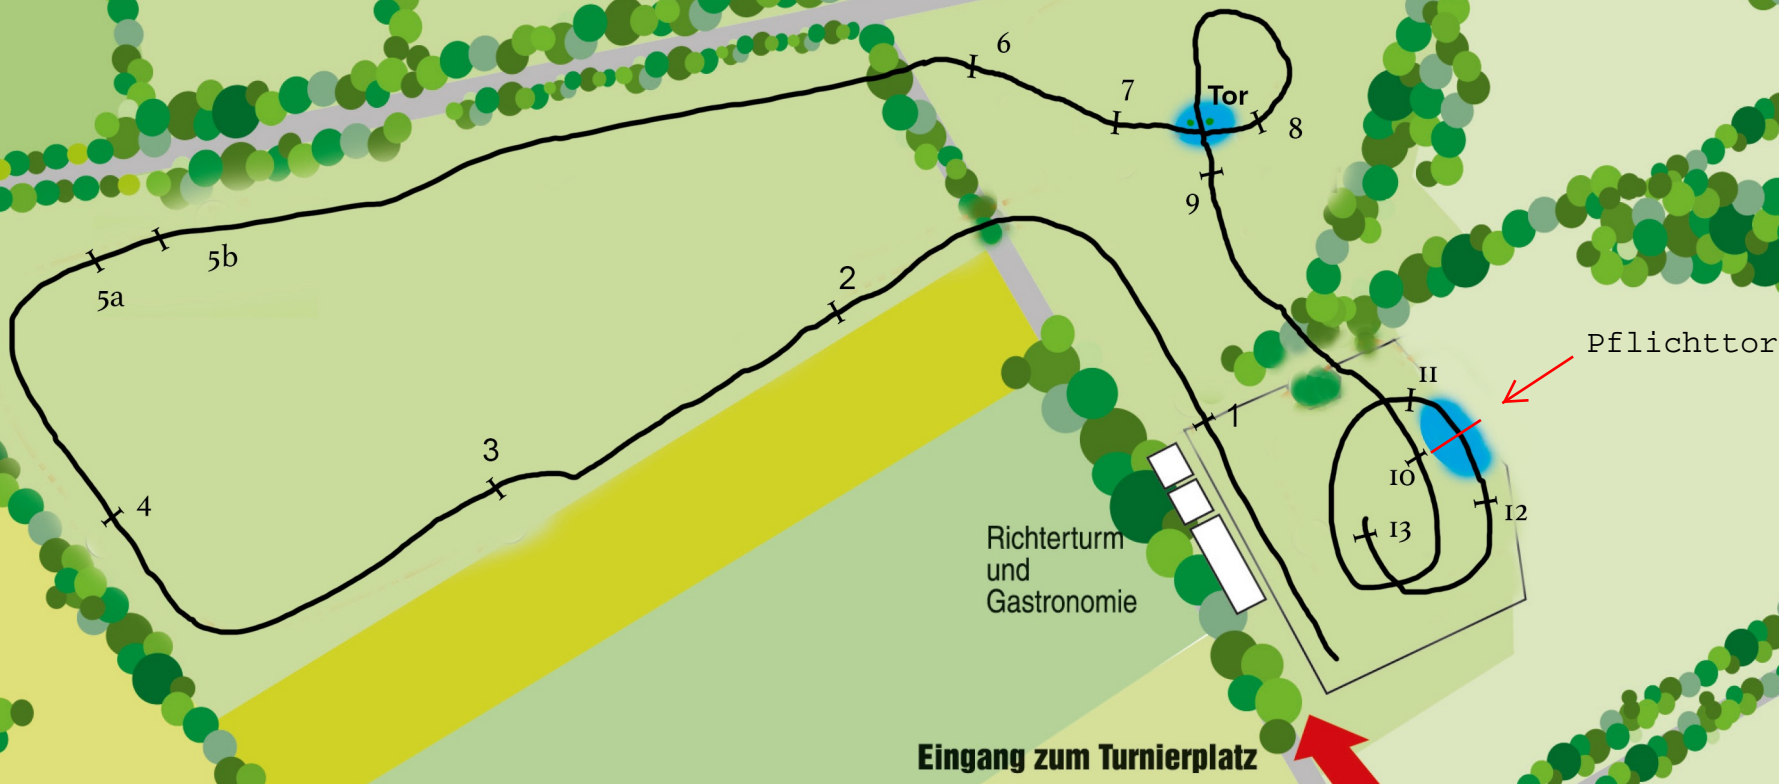 6
7
Tor
8
9
5b
5a
2
Pflichttor
11
1
3
10
4
12
13
Richterturm
und
Gastronomie
Eingang zum Turnierplatz